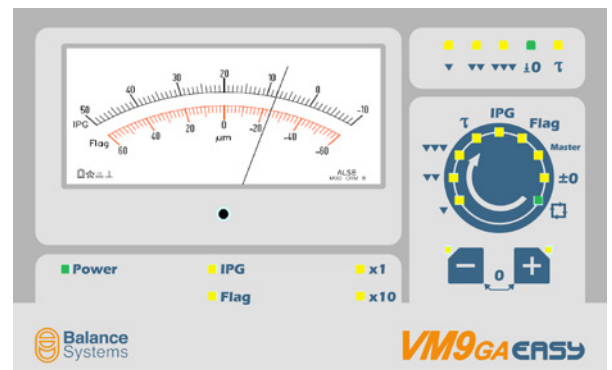 50 40 30 20 10 0 -10
IPG
Flag 60 40 20 0 -20 -40 -60
μm
ALSE
±0 τ
IPG
τ Flag
Master
±0
- 0 +
Power IPG x1
Flag x10
Balance
Systems
VM9GA EASY